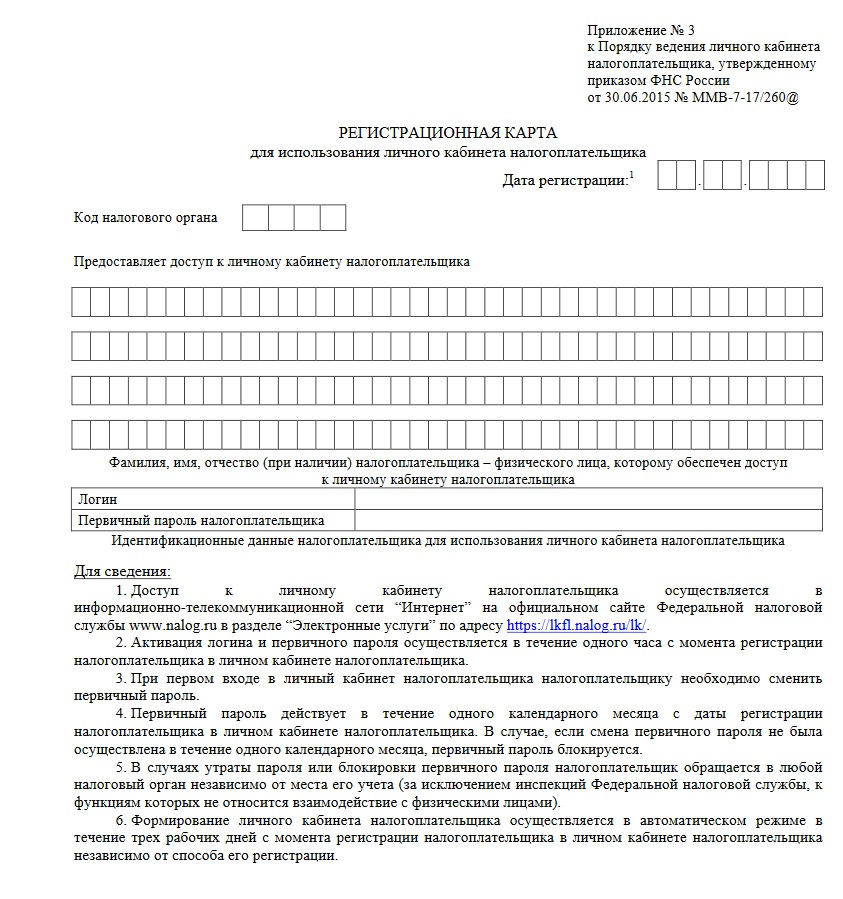 Приложение № 3
к Порядку ведения личного кабинета
налогоплательщика, утвержденному
приказом ФНС России
от 30.06.2015 № ММВ-7-17/260@
РЕГИСТРАЦИОННАЯ КАРТА
для использования личного кабинета налогоплательщика
Дата регистрации:1
. .
Код налогового органа
Предоставляет доступ к личному кабинету налогоплательщика
Фамилия, имя, отчество (при наличии) налогоплательщика – физического лица, которому обеспечен доступ
к личному кабинету налогоплательщика
Логин
Первичный пароль налогоплательщика
Идентификационные данные налогоплательщика для использования личного кабинета налогоплательщика
Для сведения:
1. Доступ к личному кабинету налогоплательщика осуществляется в
информационно-телекоммуникационной сети “Интернет” на официальном сайте Федеральной налоговой
службы www.nalog.ru в разделе “Электронные услуги” по адресу https://lkfl.nalog.ru/lk/.
2. Активация логина и первичного пароля осуществляется в течение одного часа с момента регистрации
налогоплательщика в личном кабинете налогоплательщика.
3. При первом входе в личный кабинет налогоплательщика налогоплательщику необходимо сменить
первичный пароль.
4. Первичный пароль действует в течение одного календарного месяца с даты регистрации
налогоплательщика в личном кабинете налогоплательщика. В случае, если смена первичного пароля не была
осуществлена в течение одного календарного месяца, первичный пароль блокируется.
5. В случаях утраты пароля или блокировки первичного пароля налогоплательщик обращается в любой
налоговый орган независимо от места его учета (за исключением инспекций Федеральной налоговой службы, к
функциям которых не относится взаимодействие с физическими лицами).
6. Формирование личного кабинета налогоплательщика осуществляется в автоматическом режиме в
течение трех рабочих дней с момента регистрации налогоплательщика в личном кабинете налогоплательщика
независимо от способа его регистрации.